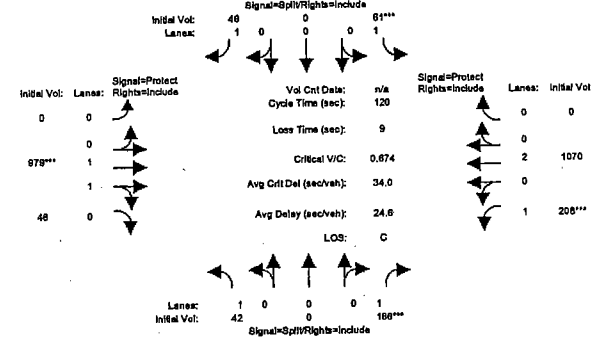 Signal=Split/Rights=Include
Initial Vol: 46 0 61***
Lanes: 1 0 0 0 1
Signal=Protect
Initial Vol: Lanes: Rights=Include
Vol Cnt Date: n/a
Cycle Time (sec): 120
Signal=Protect
Rights=Include Lanes: Initial Vol
0 0
0 0
Loss Time (sec): 9
0
0
979*** 1
Critical V/C: 0.674
2 1070
1
Avg Crit Del (sec/veh): 34.0
0
46 0
Avg Delay (sec/veh): 24.6
1 206***
LOS: C
Lanes: 1 0 0 0 1
Initial Vol: 42 0 186***
Signal=Split/Rights=Include